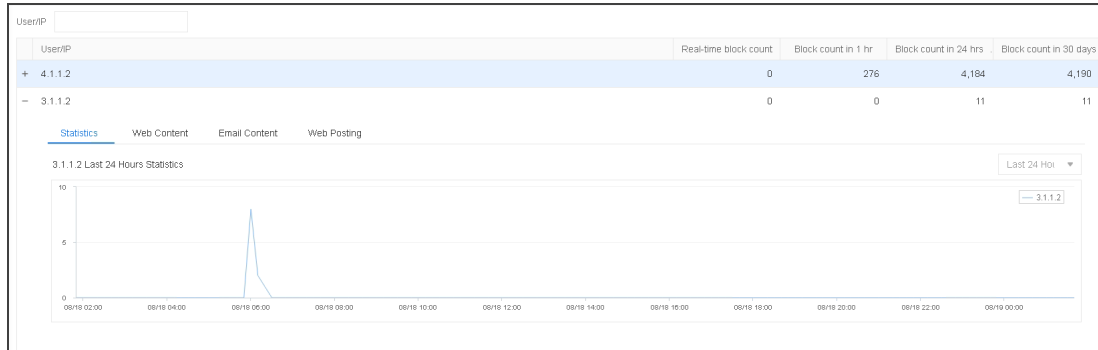 User/IP
User/IP Real-time block count Block count in 1 hr Block count in 24 hrs Block count in 30 days
+ 4.1.1.2 0 276 4,184 4,190
− 3.1.1.2 0 0 11 11
Statistics Web Content Email Content Web Posting
3.1.1.2 Last 24 Hours Statistics Last 24 Hou
3.1.1.2
10
5
0
08/18 02:00 08/18 04:00 08/18 06:00 08/18 08:00 08/18 10:00 08/18 12:00 08/18 14:00 08/18 16:00 08/18 18:00 08/18 20:00 08/18 22:00 08/19 00:00